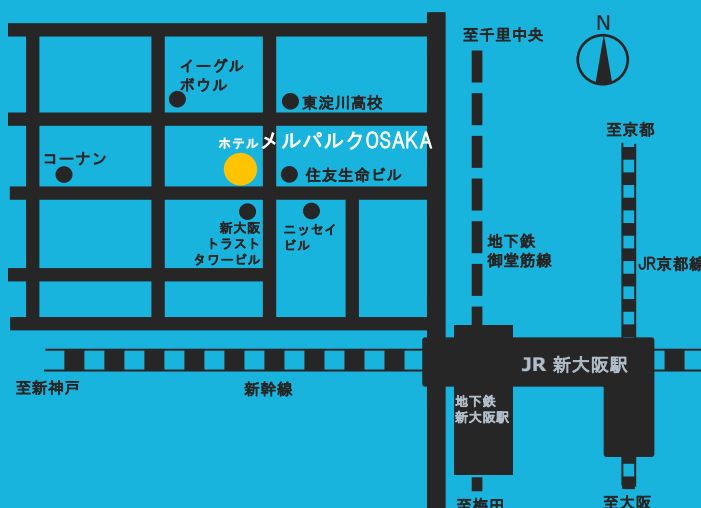 至千里中央
N
イーグル
ボウル
東淀川高校
至京都
ホテルメルパルクOSAKA
コーナン
住友生命ビル
新大阪
トラスト
タワービル
ニッセイ
ビル
地下鉄
御堂筋線
JR京都線
JR 新大阪駅
至新神戸
新幹線
地下鉄
新大阪駅
至梅田
至大阪